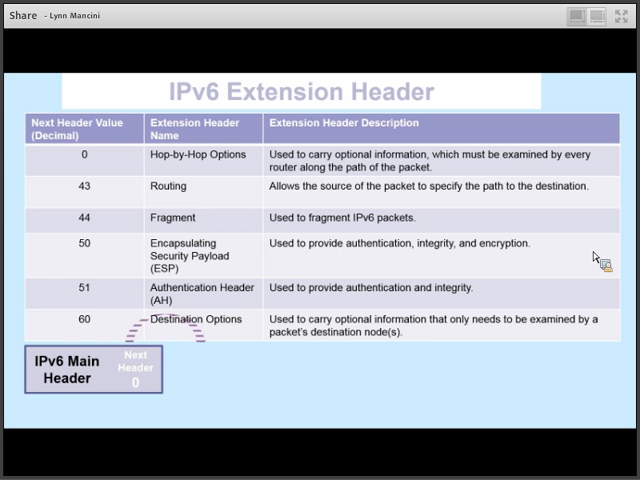 Share - Lynn Mancini
IPv6 Extension Header
Next Header Value
(Decimal)
Extension Header
Name
Extension Header Description
0
Hop-by-Hop Options
Used to carry optional information, which must be examined by every
router along the path of the packet.
43
Routing
Allows the source of the packet to specify the path to the destination.
44
Fragment
Used to fragment IPv6 packets.
50
Encapsulating
Security Payload
(ESP)
Used to provide authentication, integrity, and encryption.
51
Authentication Header
(AH)
Used to provide authentication and integrity.
60
Destination Options
Used to carry optional information that only needs to be examined by a
packet's destination node(s).
IPv6 Main
Header
Next
Header
0